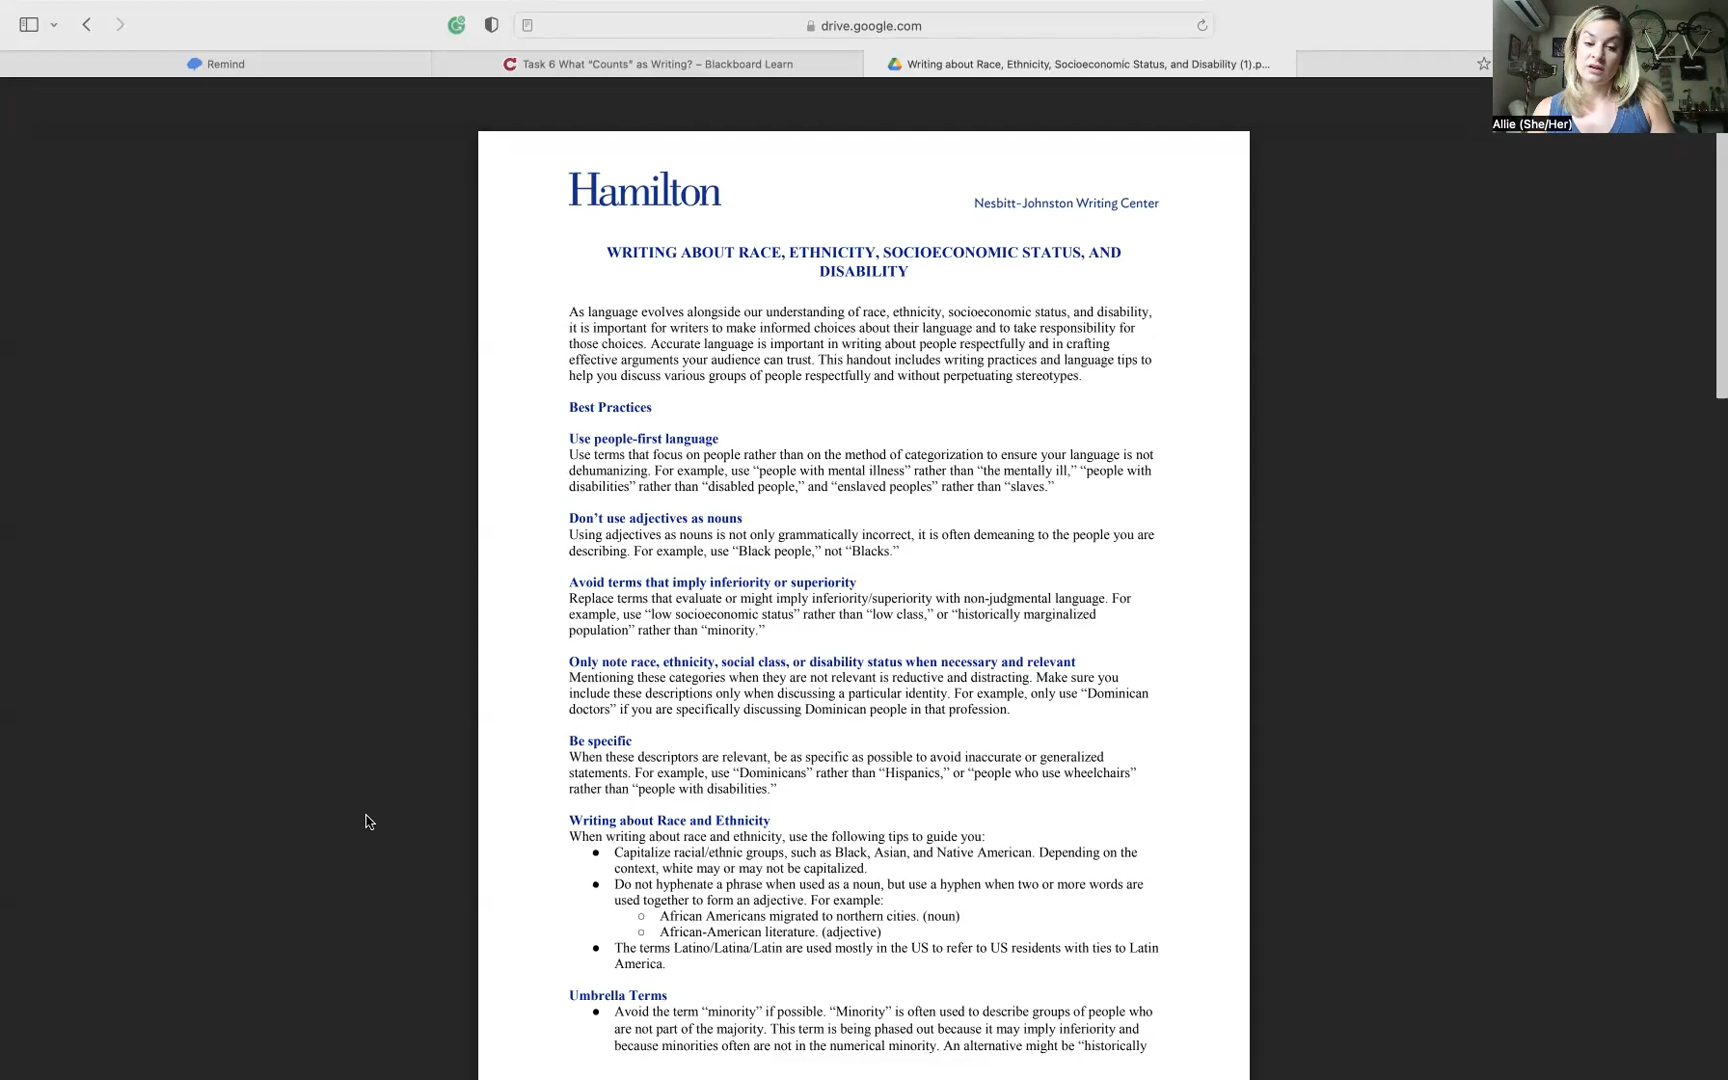 drive.google.com
Remind
Task 6 What “Counts” as Writing? – Blackboard Learn
Writing about Race, Ethnicity, Socioeconomic Status, and Disability (1).p...
Allie (She/Her)
Hamilton
Nesbitt-Johnston Writing Center
WRITING ABOUT RACE, ETHNICITY, SOCIOECONOMIC STATUS, AND
DISABILITY
As language evolves alongside our understanding of race, ethnicity, socioeconomic status, and disability,
it is important for writers to make informed choices about their language and to take responsibility for
those choices. Accurate language is important in writing about people respectfully and in crafting
effective arguments your audience can trust. This handout includes writing practices and language tips to
help you discuss various groups of people respectfully and without perpetuating stereotypes.
Best Practices
Use people-first language
Use terms that focus on people rather than on the method of categorization to ensure your language is not
dehumanizing. For example, use “people with mental illness” rather than “the mentally ill,” “people with
disabilities” rather than “disabled people,” and “enslaved peoples” rather than “slaves.”
Don’t use adjectives as nouns
Using adjectives as nouns is not only grammatically incorrect, it is often demeaning to the people you are
describing. For example, use “Black people,” not “Blacks.”
Avoid terms that imply inferiority or superiority
Replace terms that evaluate or might imply inferiority/superiority with non-judgmental language. For
example, use “low socioeconomic status” rather than “low class,” or “historically marginalized
population” rather than “minority.”
Only note race, ethnicity, social class, or disability status when necessary and relevant
Mentioning these categories when they are not relevant is reductive and distracting. Make sure you
include these descriptions only when discussing a particular identity. For example, only use “Dominican
doctors” if you are specifically discussing Dominican people in that profession.
Be specific
When these descriptors are relevant, be as specific as possible to avoid inaccurate or generalized
statements. For example, use “Dominicans” rather than “Hispanics,” or “people who use wheelchairs”
rather than “people with disabilities.”
Writing about Race and Ethnicity
When writing about race and ethnicity, use the following tips to guide you:
● Capitalize racial/ethnic groups, such as Black, Asian, and Native American. Depending on the
context, white may or may not be capitalized.
● Do not hyphenate a phrase when used as a noun, but use a hyphen when two or more words are
used together to form an adjective. For example:
○ African Americans migrated to northern cities. (noun)
○ African-American literature. (adjective)
● The terms Latino/Latina/Latin are used mostly in the US to refer to US residents with ties to Latin
America.
Umbrella Terms
● Avoid the term “minority” if possible. “Minority” is often used to describe groups of people who
are not part of the majority. This term is being phased out because it may imply inferiority and
because minorities often are not in the numerical minority. An alternative might be “historically